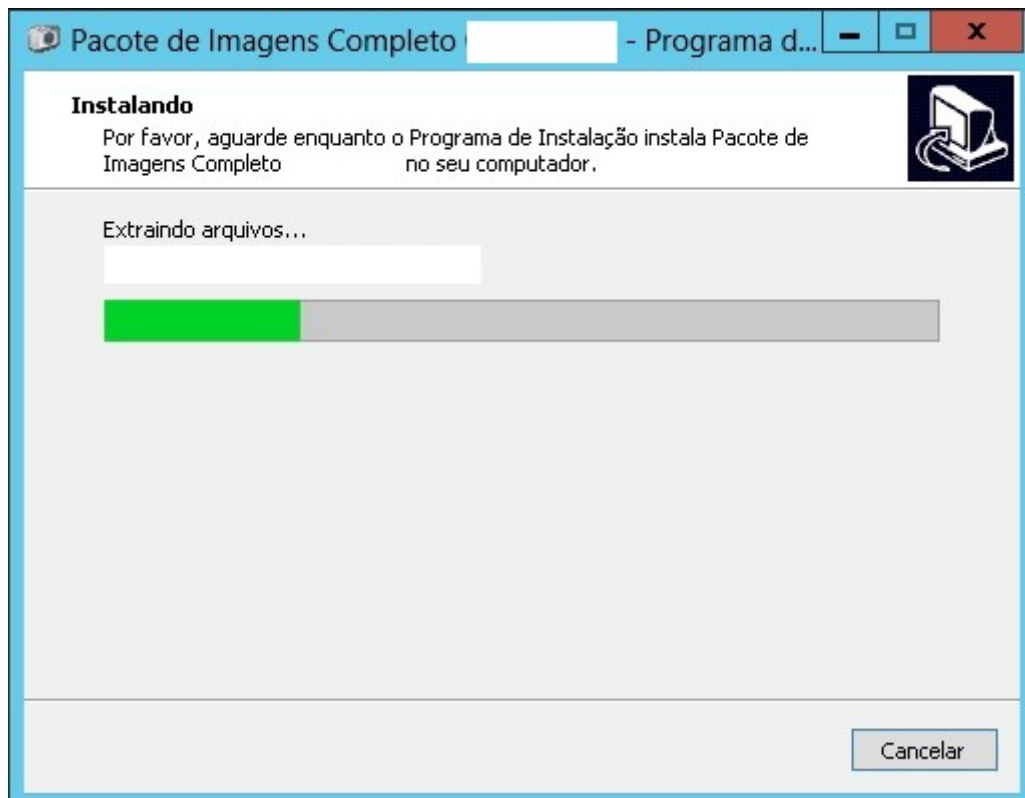 Pacote de Imagens Completo ( - Programa d...
Instalando
Por favor, aguarde enquanto o Programa de Instalação instala Pacote de
Imagens Completo no seu computador.
Extraindo arquivos...
Cancelar